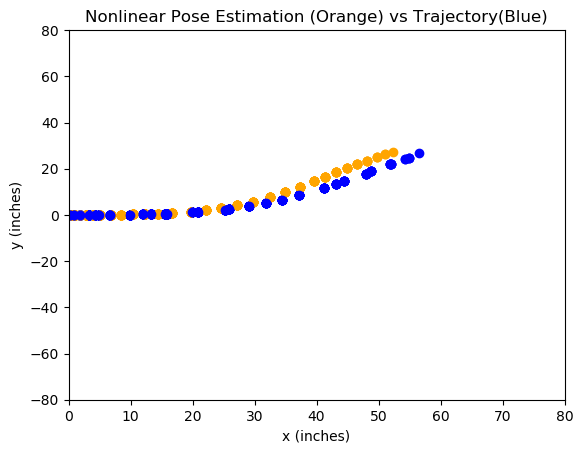 Nonlinear Pose Estimation (Orange) vs Trajectory(Blue)
80
60
40
20
0
−20
−40
−60
−80
y (inches)
0 10 20 30 40 50 60 70 80
x (inches)